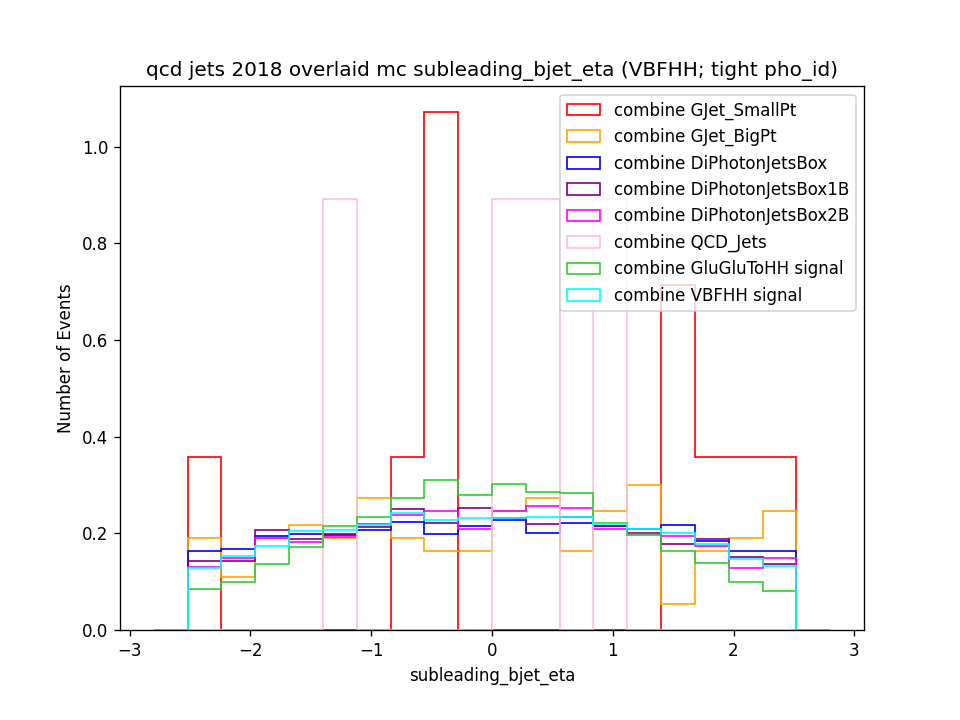 qcd jets 2018 overlaid mc subleading_bjet_eta (VBFHH; tight pho_id)
combine GJet_SmallPt
combine GJet_BigPt
combine DiPhotonJetsBox
combine DiPhotonJetsBox1B
combine DiPhotonJetsBox2B
combine QCD_Jets
combine GluGluToHH signal
combine VBFHH signal
Number of Events
1.0
0.8
0.6
0.4
0.2
0.0
−3 −2 −1 0 1 2 3
subleading_bjet_eta